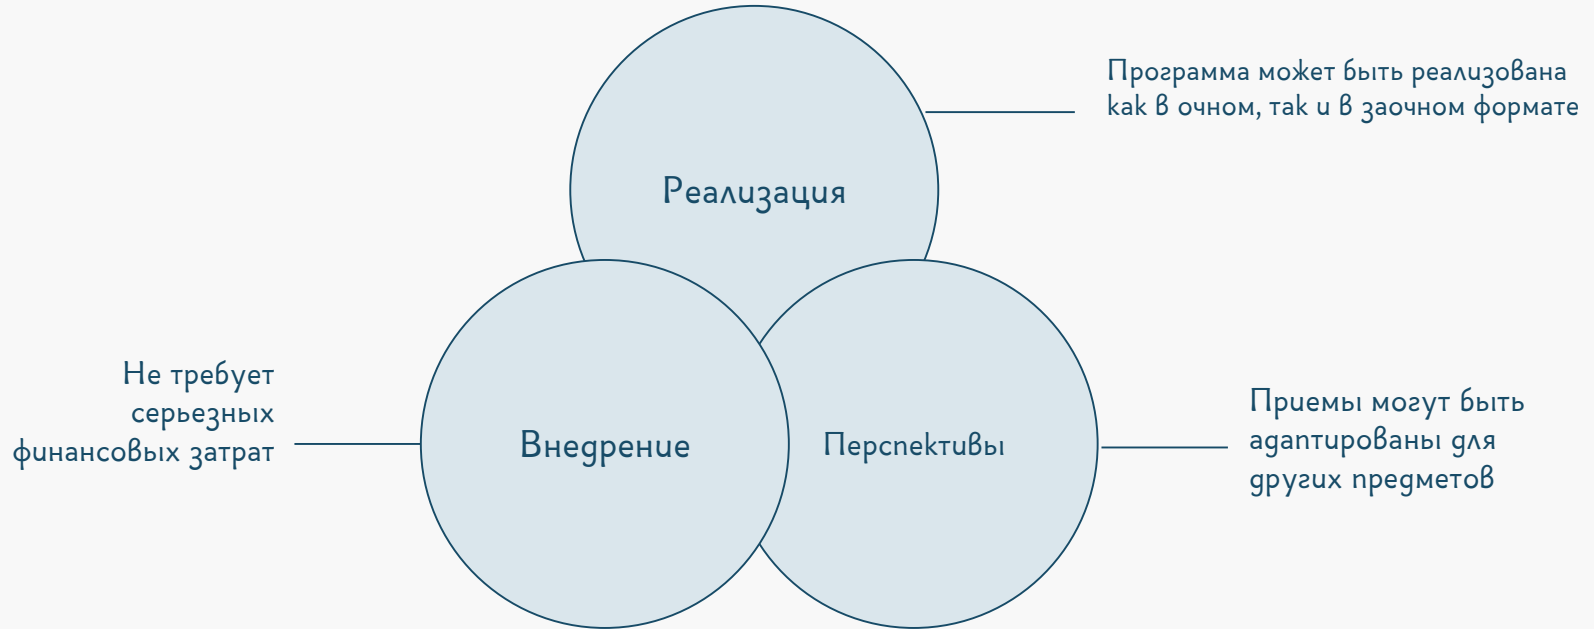 Программа может быть реализована
как в очном, так и в заочном формате
Реализация
Не требует
серьезных
финансовых затрат
Внедрение
Перспективы
Приемы могут быть
адаптированы для
других предметов